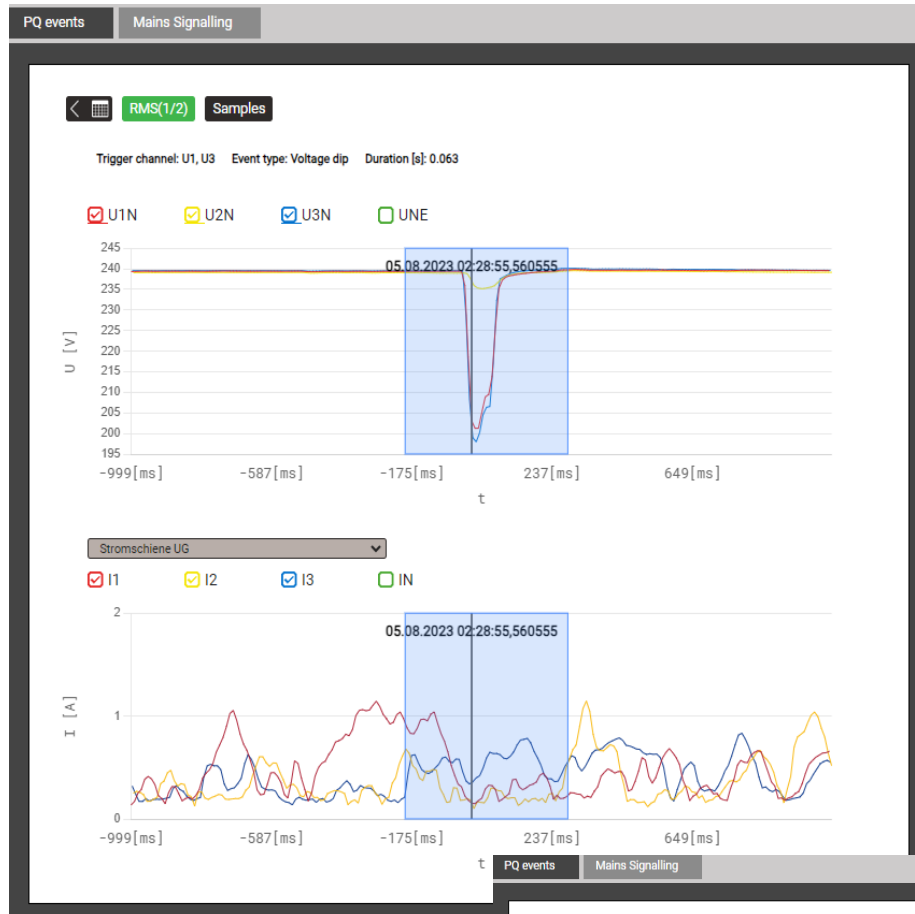 PQ events Mains Signalling
RMS(1/2) Samples
Trigger channel: U1, U3 Event type: Voltage dip Duration [s]: 0.063
U1N U2N U3N UNE
245
05.08.2023 02:28:55,560555
240
235
230
225
220
215
210
205
200
195
U [V]
-999[ms] -587[ms] -175[ms] 237[ms] 649[ms]
t
Stromschiene UG
I1 I2 I3 IN
2
05.08.2023 02:28:55,560555
1
0
I [A]
-999[ms] -587[ms] -175[ms] 237[ms] 649[ms]
t
PQ events Mains Signalling